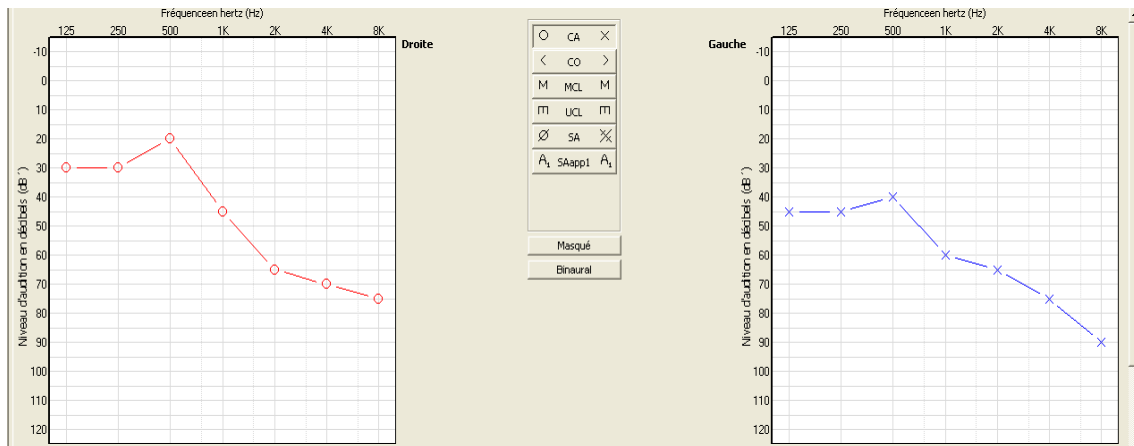 Fréquenceen hertz (Hz)
125 250 500 1K 2K 4K 8K
Droite
Niveau d'audition en décibels (dB´)
-10
0
10
20
30
40
50
60
70
80
90
100
110
120
O CA X
< CO >
M MCL M
E UCL E
Ø SA
A1 SAapp1 A1
Masqué
Binaural
Fréquenceen hertz (Hz)
125 250 500 1K 2K 4K 8K
Gauche
Niveau d'audition en décibels (dB´)
-10
0
10
20
30
40
50
60
70
80
90
100
110
120